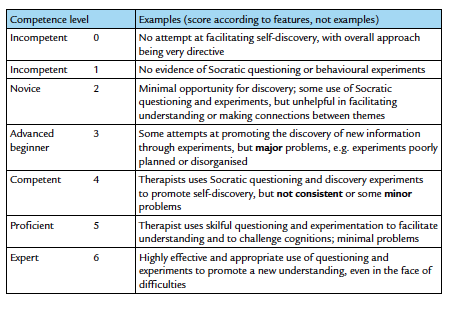 Competence level Examples (score according to features, not examples)
Incompetent 0 No attempt at facilitating self-discovery, with overall approach
being very directive
Incompetent 1 No evidence of Socratic questioning or behavioural experiments
Novice 2 Minimal opportunity for discovery; some use of Socratic
questioning and experiments, but unhelpful in facilitating
understanding or making connections between themes
Advanced 3 Some attempts at promoting the discovery of new information
beginner through experiments, but major problems, e.g. experiments poorly
planned or disorganised
Competent 4 Therapists uses Socratic questioning and discovery experiments
to promote self-discovery, but not consistent or some minor
problems
Proficient 5 Therapist uses skilful questioning and experimentation to facilitate
understanding and to challenge cognitions; minimal problems
Expert 6 Highly effective and appropriate use of questioning and
experiments to promote a new understanding, even in the face of
difficulties